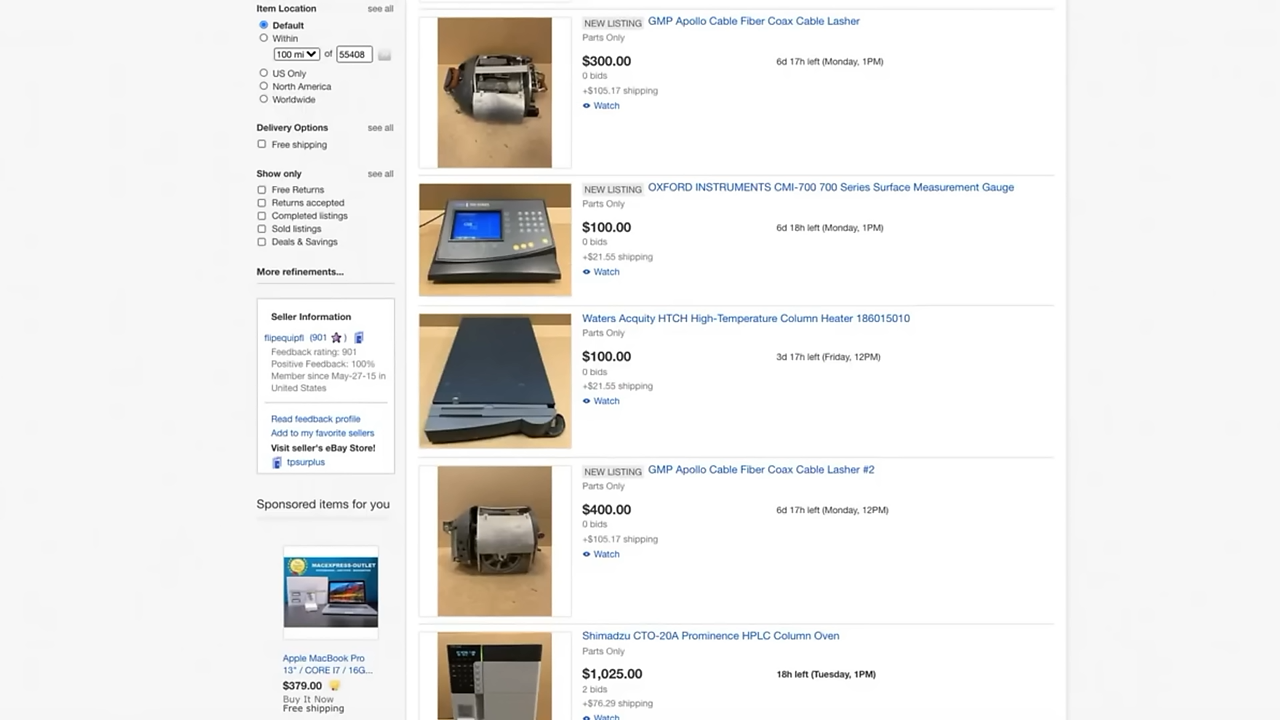 Item Location see all
Default
Within
100 mi of 55408
US Only
North America
Worldwide
Delivery Options see all
Free shipping
Show only see all
Free Returns
Returns accepted
Completed listings
Sold listings
Deals & Savings
More refinements...
Seller Information
flipequipfi (901 )
Feedback rating: 901
Positive Feedback: 100%
Member since May-27-15 in
United States
Read feedback profile
Add to my favorite sellers
Visit seller's eBay Store!
tpsurplus
Sponsored items for you
MACEXPRESS-OUTLET
Apple MacBook Pro
13" / CORE I7 / 16G...
$379.00
Buy It Now
Free shipping
NEW LISTING GMP Apollo Cable Fiber Coax Cable Lasher
Parts Only
$300.00 6d 17h left (Monday, 1PM)
0 bids
+$105.17 shipping
Watch
NEW LISTING OXFORD INSTRUMENTS CMI-700 700 Series Surface Measurement Gauge
Parts Only
$100.00 6d 18h left (Monday, 1PM)
0 bids
+$21.55 shipping
Watch
Waters Acquity HTCH High-Temperature Column Heater 186015010
Parts Only
$100.00 3d 17h left (Friday, 12PM)
0 bids
+$21.55 shipping
Watch
NEW LISTING GMP Apollo Cable Fiber Coax Cable Lasher #2
Parts Only
$400.00 6d 17h left (Monday, 12PM)
0 bids
+$105.17 shipping
Watch
Shimadzu CTO-20A Prominence HPLC Column Oven
Parts Only
$1,025.00 18h left (Tuesday, 1PM)
2 bids
+$76.29 shipping
Watch